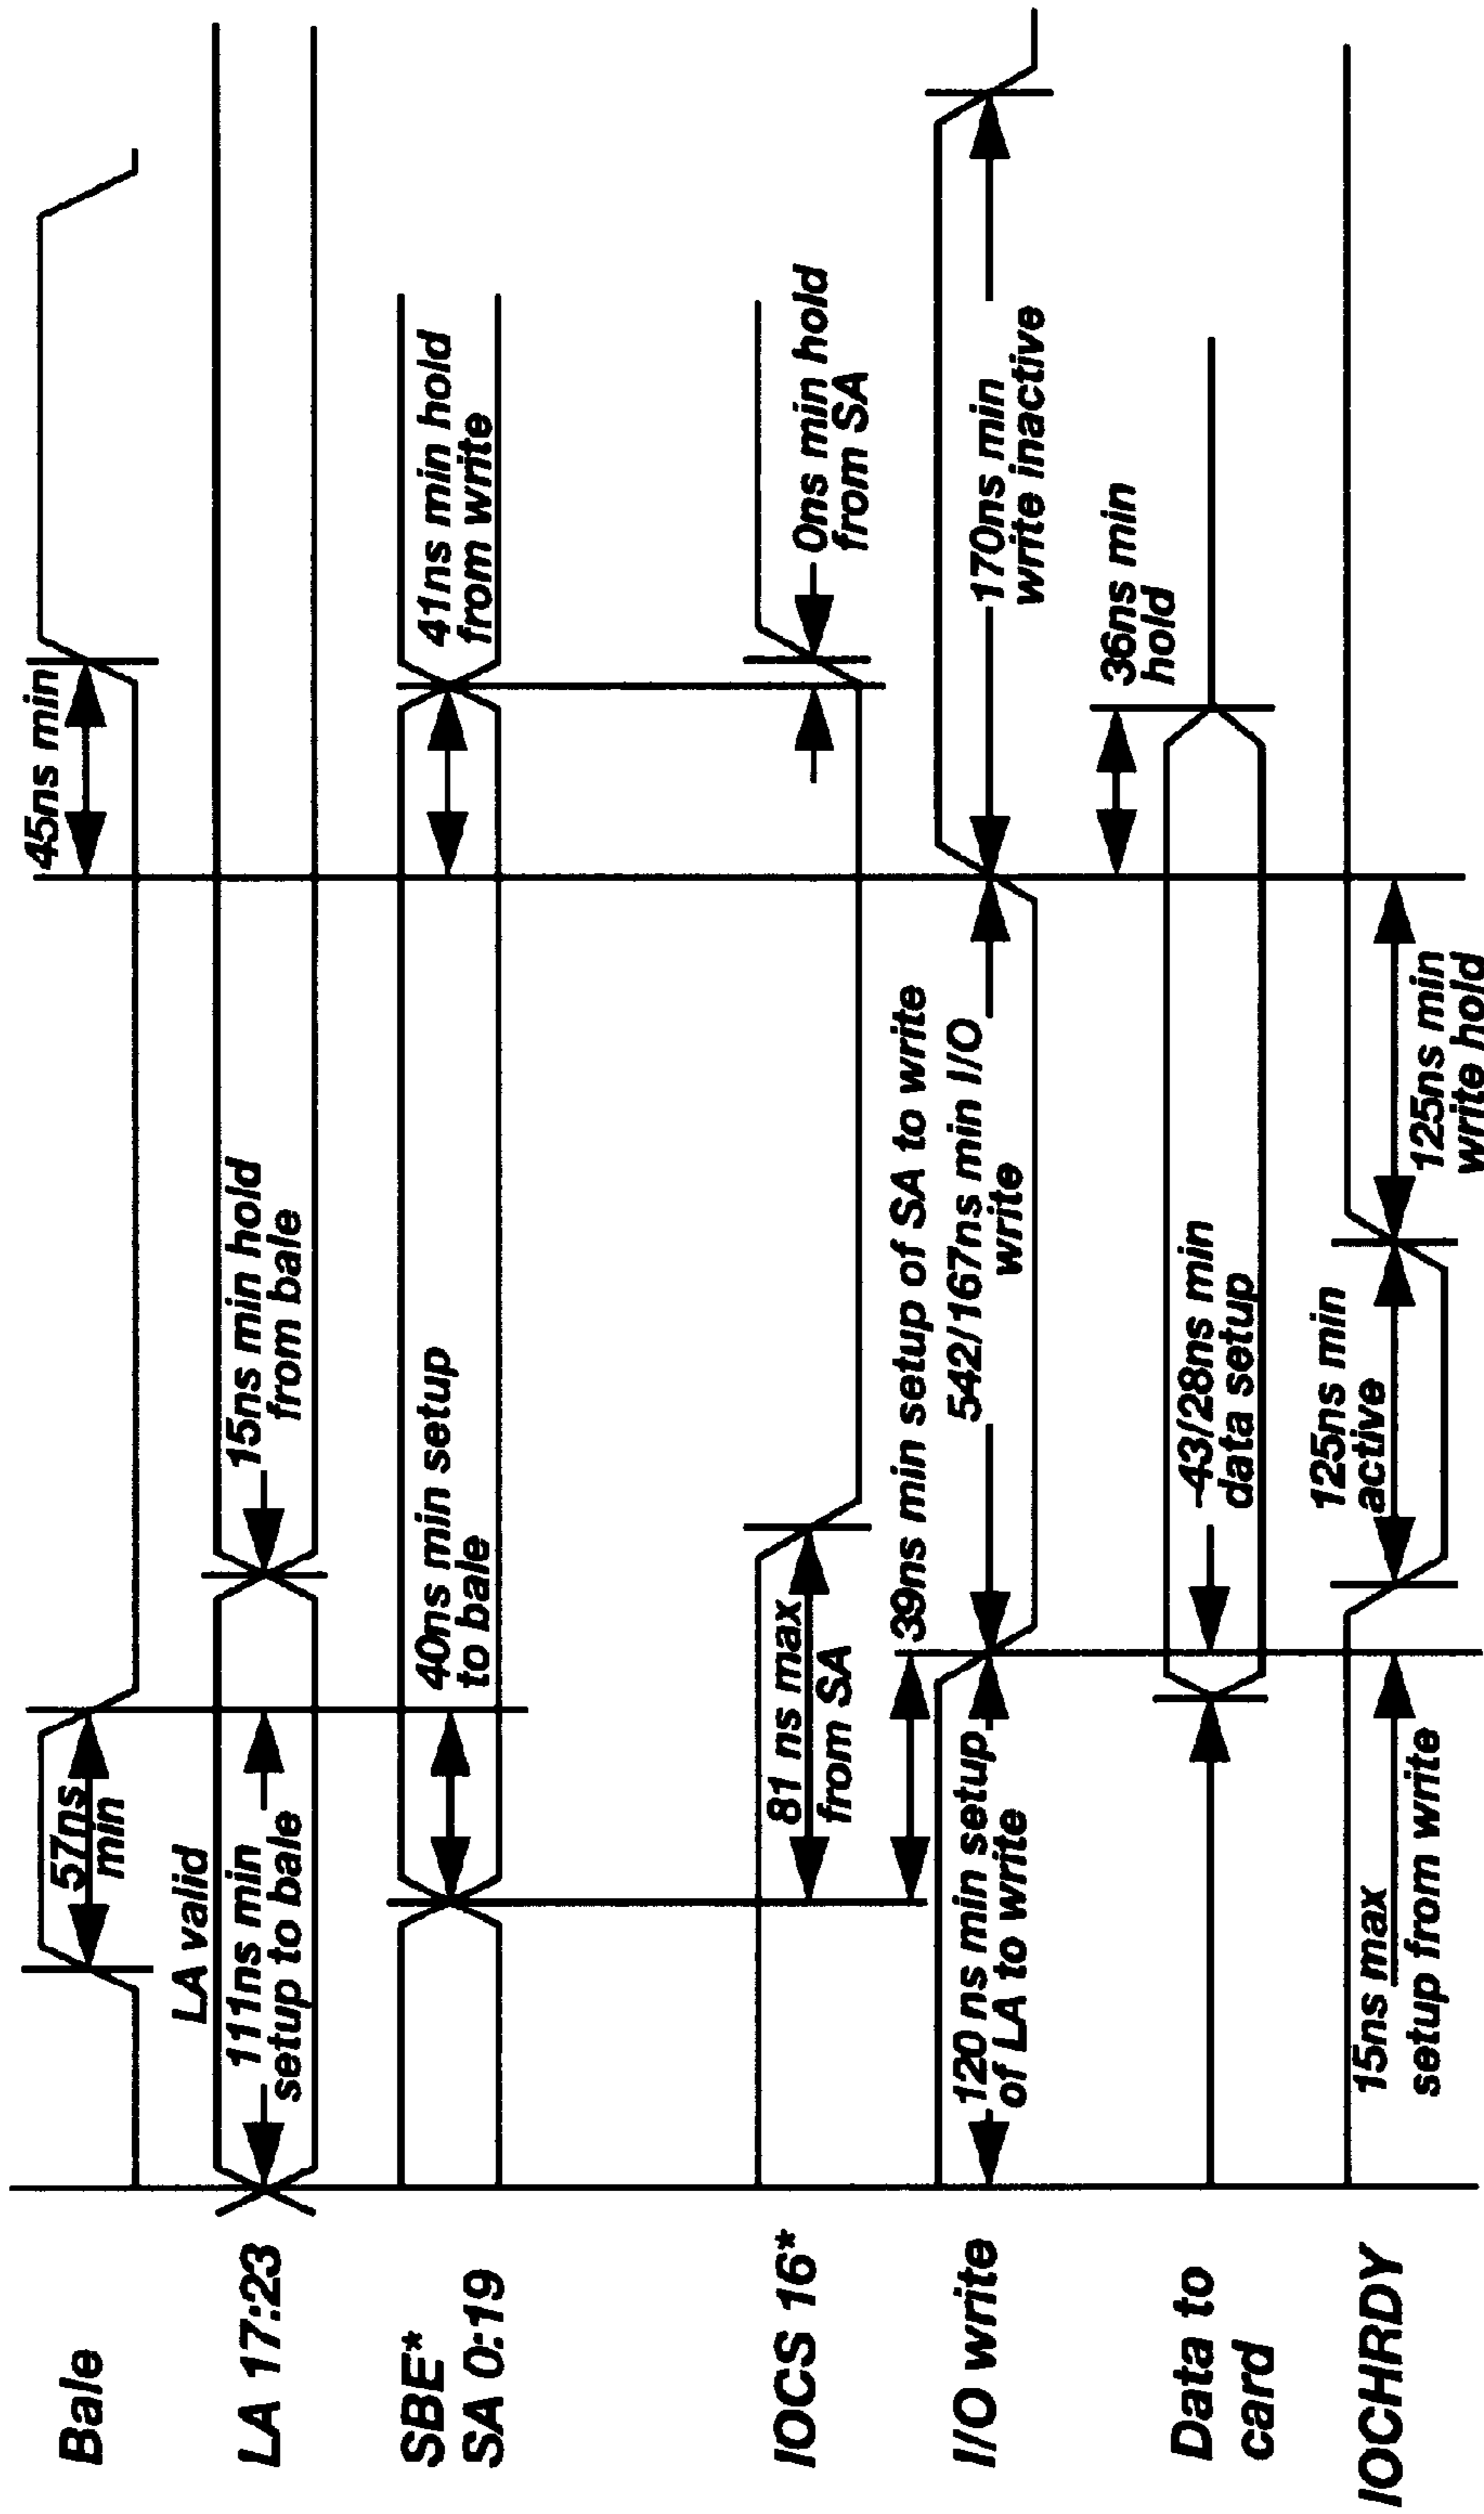 Bale
57ns
min
45ns min
LA 17:23
LA valid
111ns min
setup to bale
15ns min hold
from bale
SBE*
SA 0:19
40ns min setup
to bale
41ns min hold
from write
IOCS 16*
81 ns max
from SA
0ns min hold
from SA
39ns min setup of SA to write
I/O write
120 ns min setup
of LA to write
542/167ns min I/O
write
170ns min
write inactive
Data to
card
-43/28ns min
data setup
36ns min
hold
IOCHRDY
15ns max
setup from write
125ns min
active
125ns min
write hold